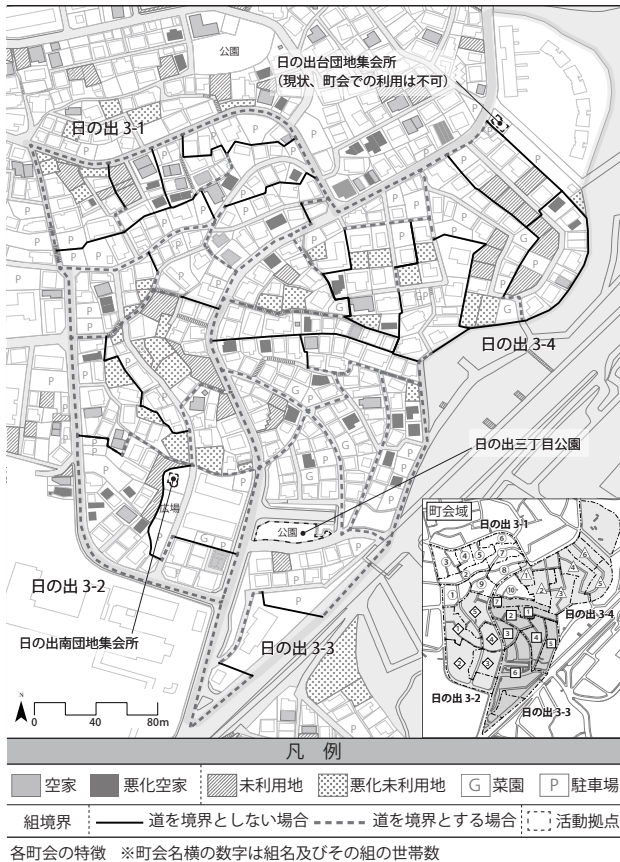 公園
日の出台団地集会所
(現状、町会での利用は不可)
日の出 3-1
日の出 3-4
日の出三丁目公園
広場
公園
日の出 3-2
日の出南団地集会所
日の出 3-3
N
0 40 80m
町会域
日の出 3-1
日の出 3-4
日の出 3-2
日の出 3-3
凡 例
空家 悪化空家 未利用地 悪化未利用地 G 菜園 P 駐車場
組境界 道を境界としない場合 道を境界とする場合 活動拠点
各町会の特徴 ※町会名横の数字は組名及びその組の世帯数